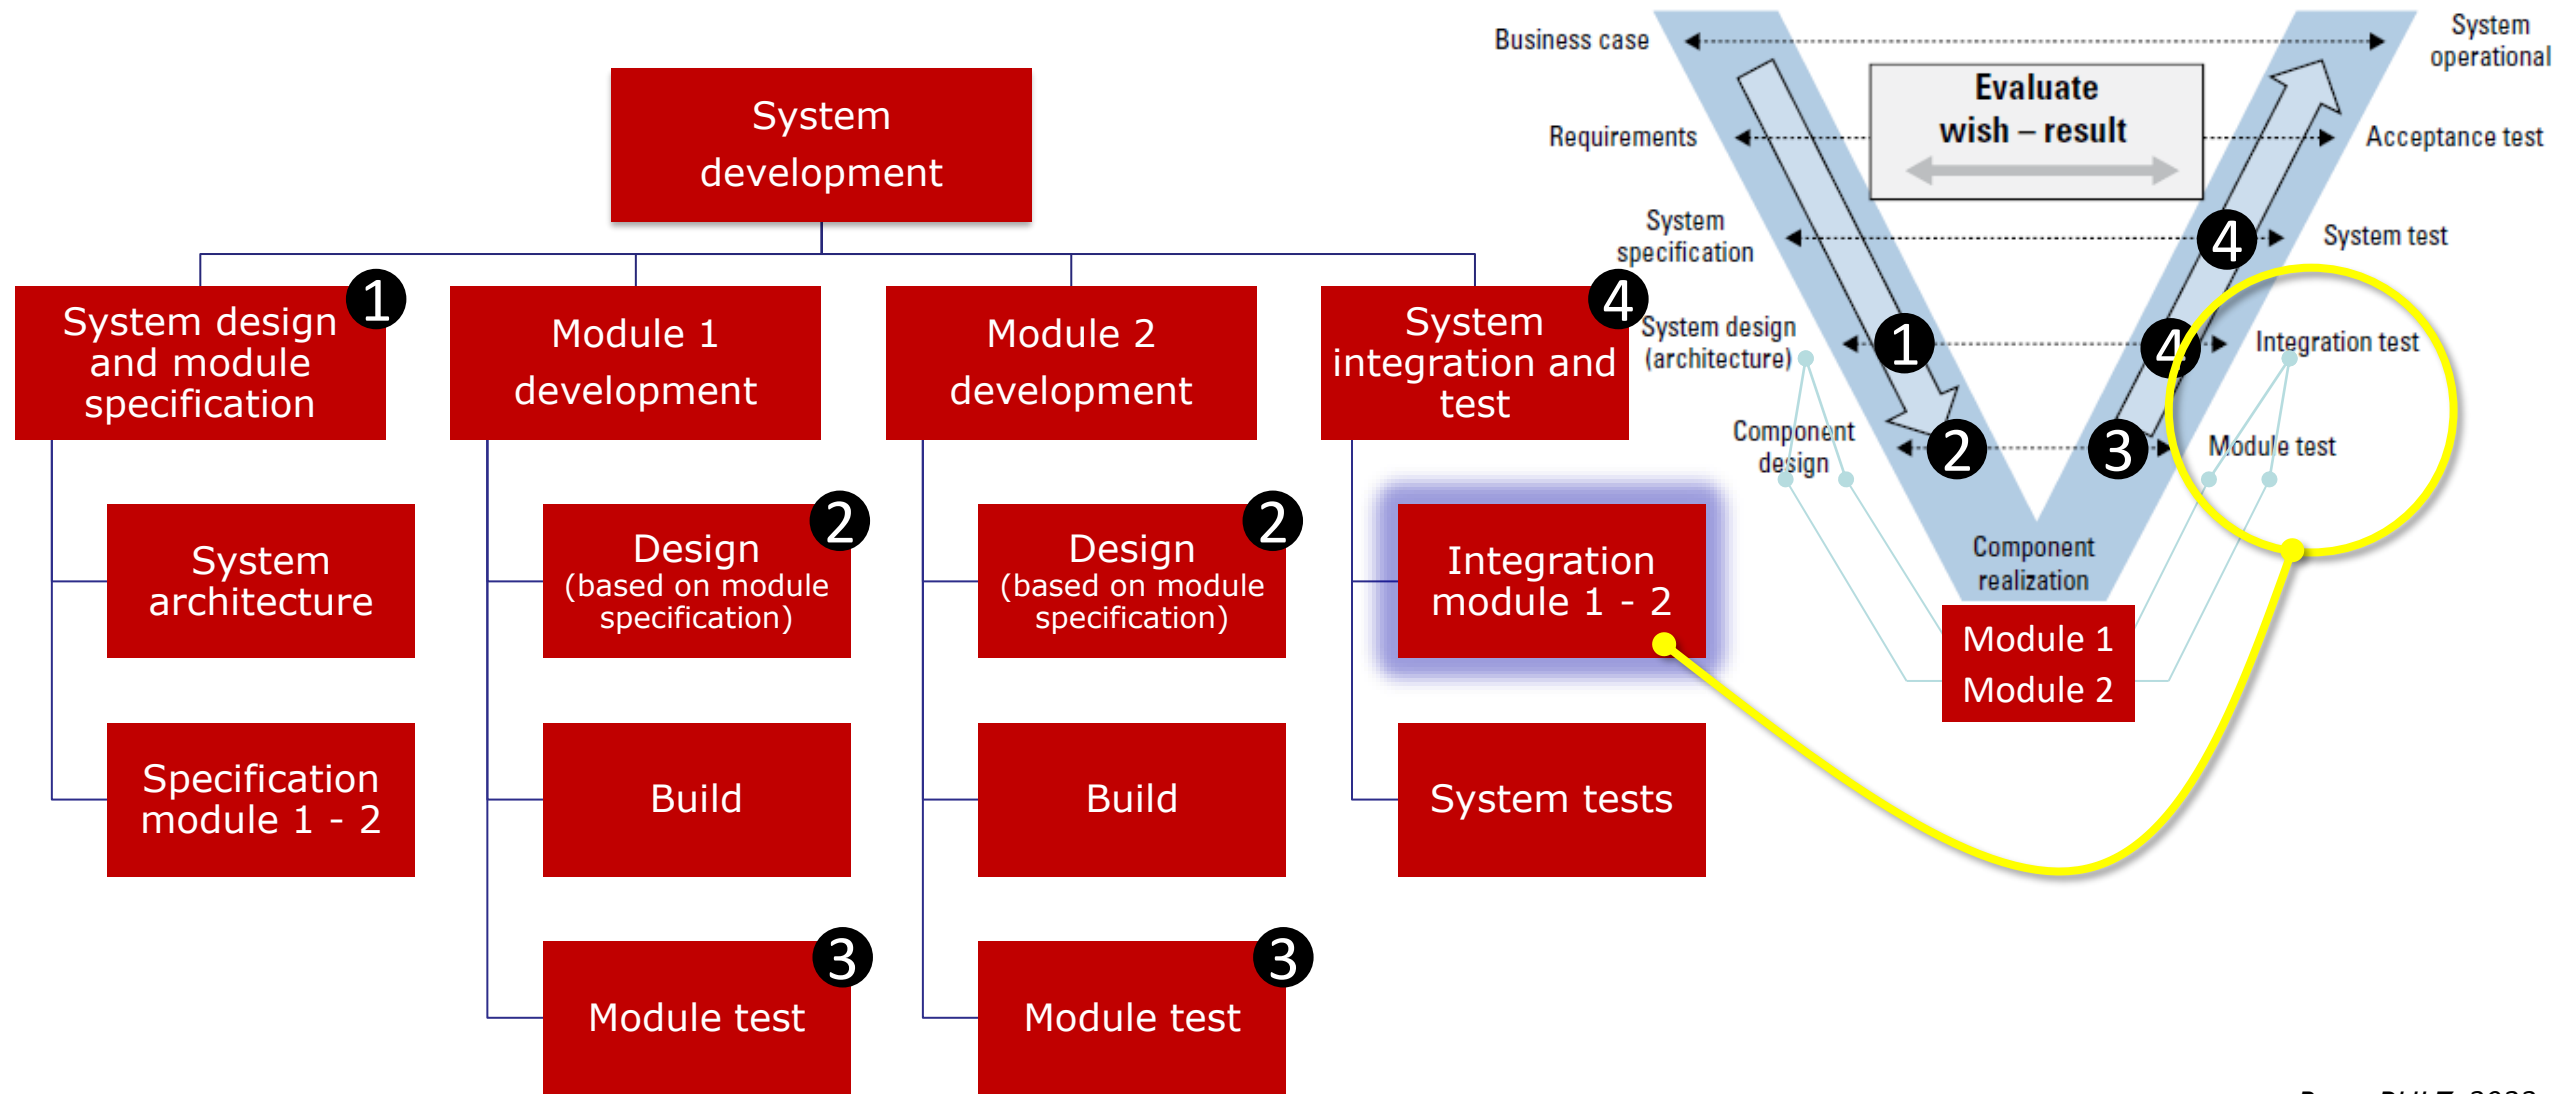 System
development
System design
and module
specification
1
Module 1
development
Module 2
development
System
integration and
test
4
System
architecture
Design
(based on module
specification)
2
Design
(based on module
specification)
2
Integration
module 1 - 2
Specification
module 1 - 2
Build
Build
System tests
Module test
3
Module test
3
Business case
System
operational
Evaluate
wish – result
Requirements
Acceptance test
System
specification
4
System test
System design
(architecture)
1
4
Integration test
Component
design
2
3
Module test
Component
realization
Module 1
Module 2